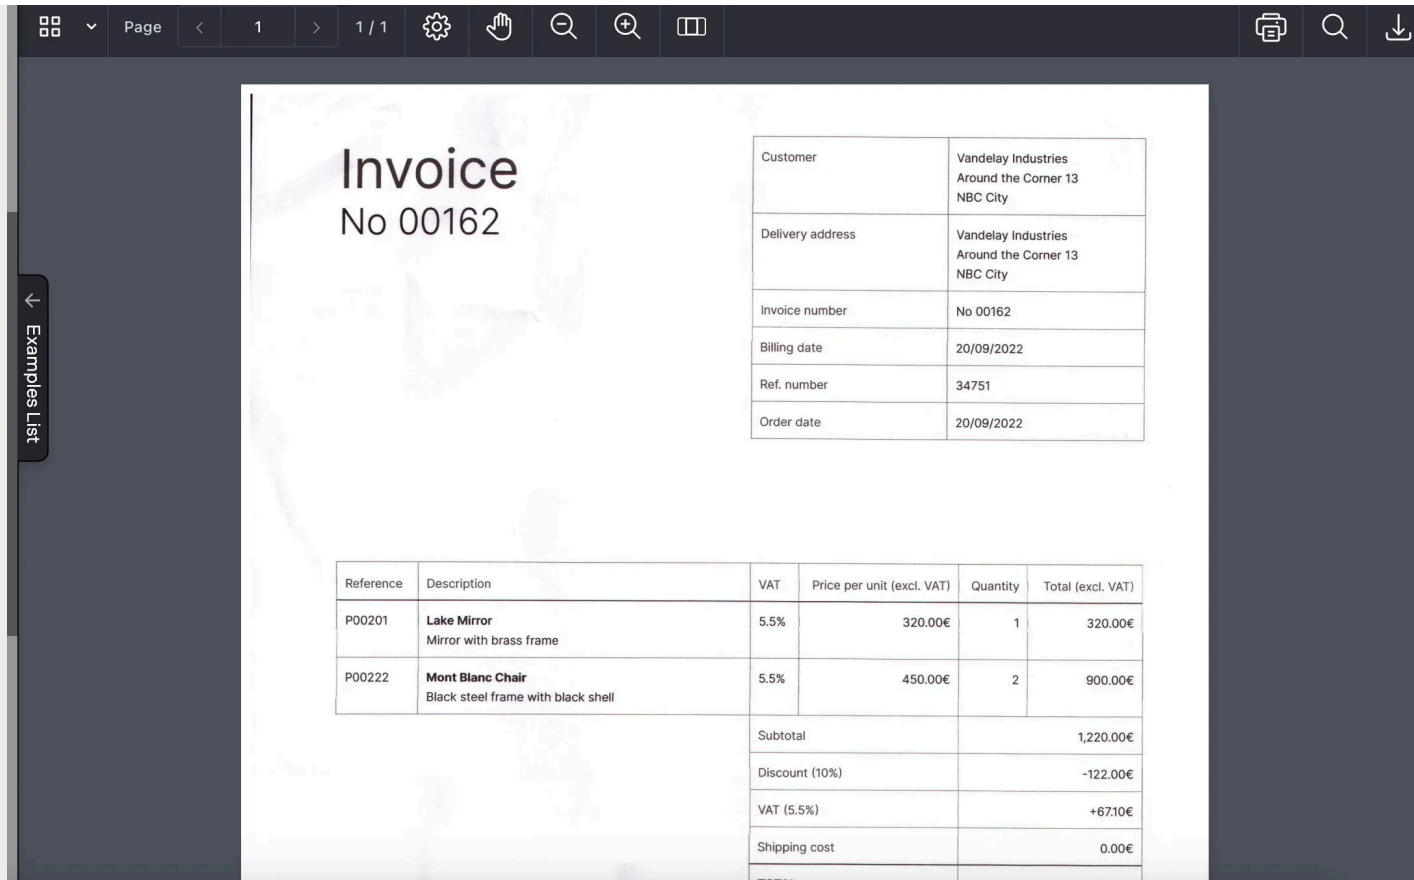 Page
1
1 / 1
Examples List
Invoice
No 00162
Customer
Vandelay Industries
Around the Corner 13
NBC City
Delivery address
Vandelay Industries
Around the Corner 13
NBC City
Invoice number No 00162
Billing date 20/09/2022
Ref. number 34751
Order date 20/09/2022
Reference Description VAT Price per unit (excl. VAT) Quantity Total (excl. VAT)
P00201 Lake Mirror 5.5% 320.00€ 1 320.00€
Mirror with brass frame
P00222 Mont Blanc Chair 5.5% 450.00€ 2 900.00€
Black steel frame with black shell
Subtotal 1,220.00€
Discount (10%) -122.00€
VAT (5.5%) +67.10€
Shipping cost 0.00€